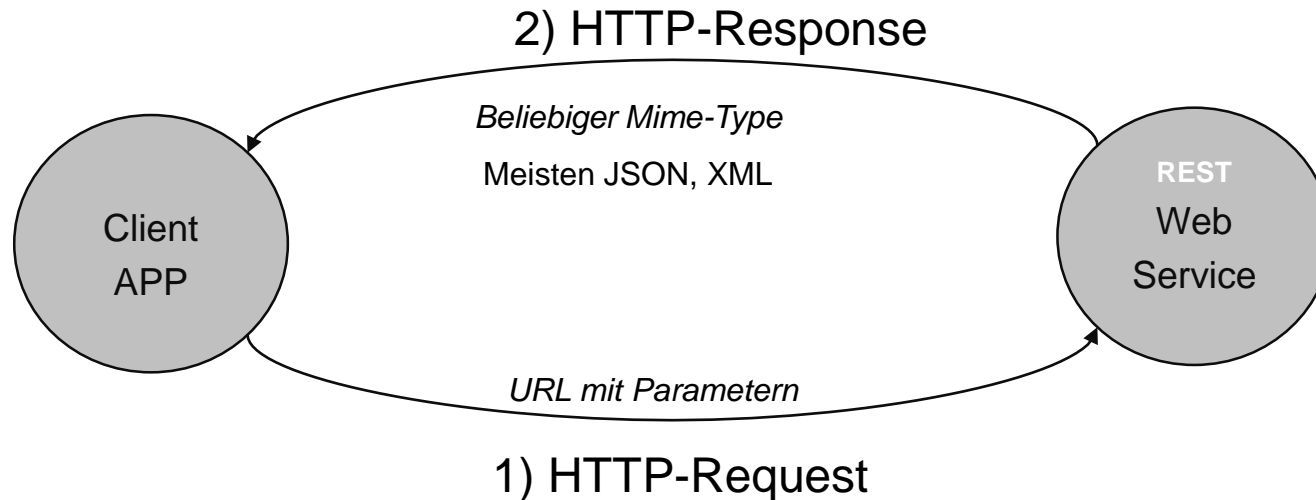 2) HTTP-Response
Beliebiger Mime-Type
Meisten JSON, XML
Client
APP
REST
Web
Service
URL mit Parametern
1) HTTP-Request